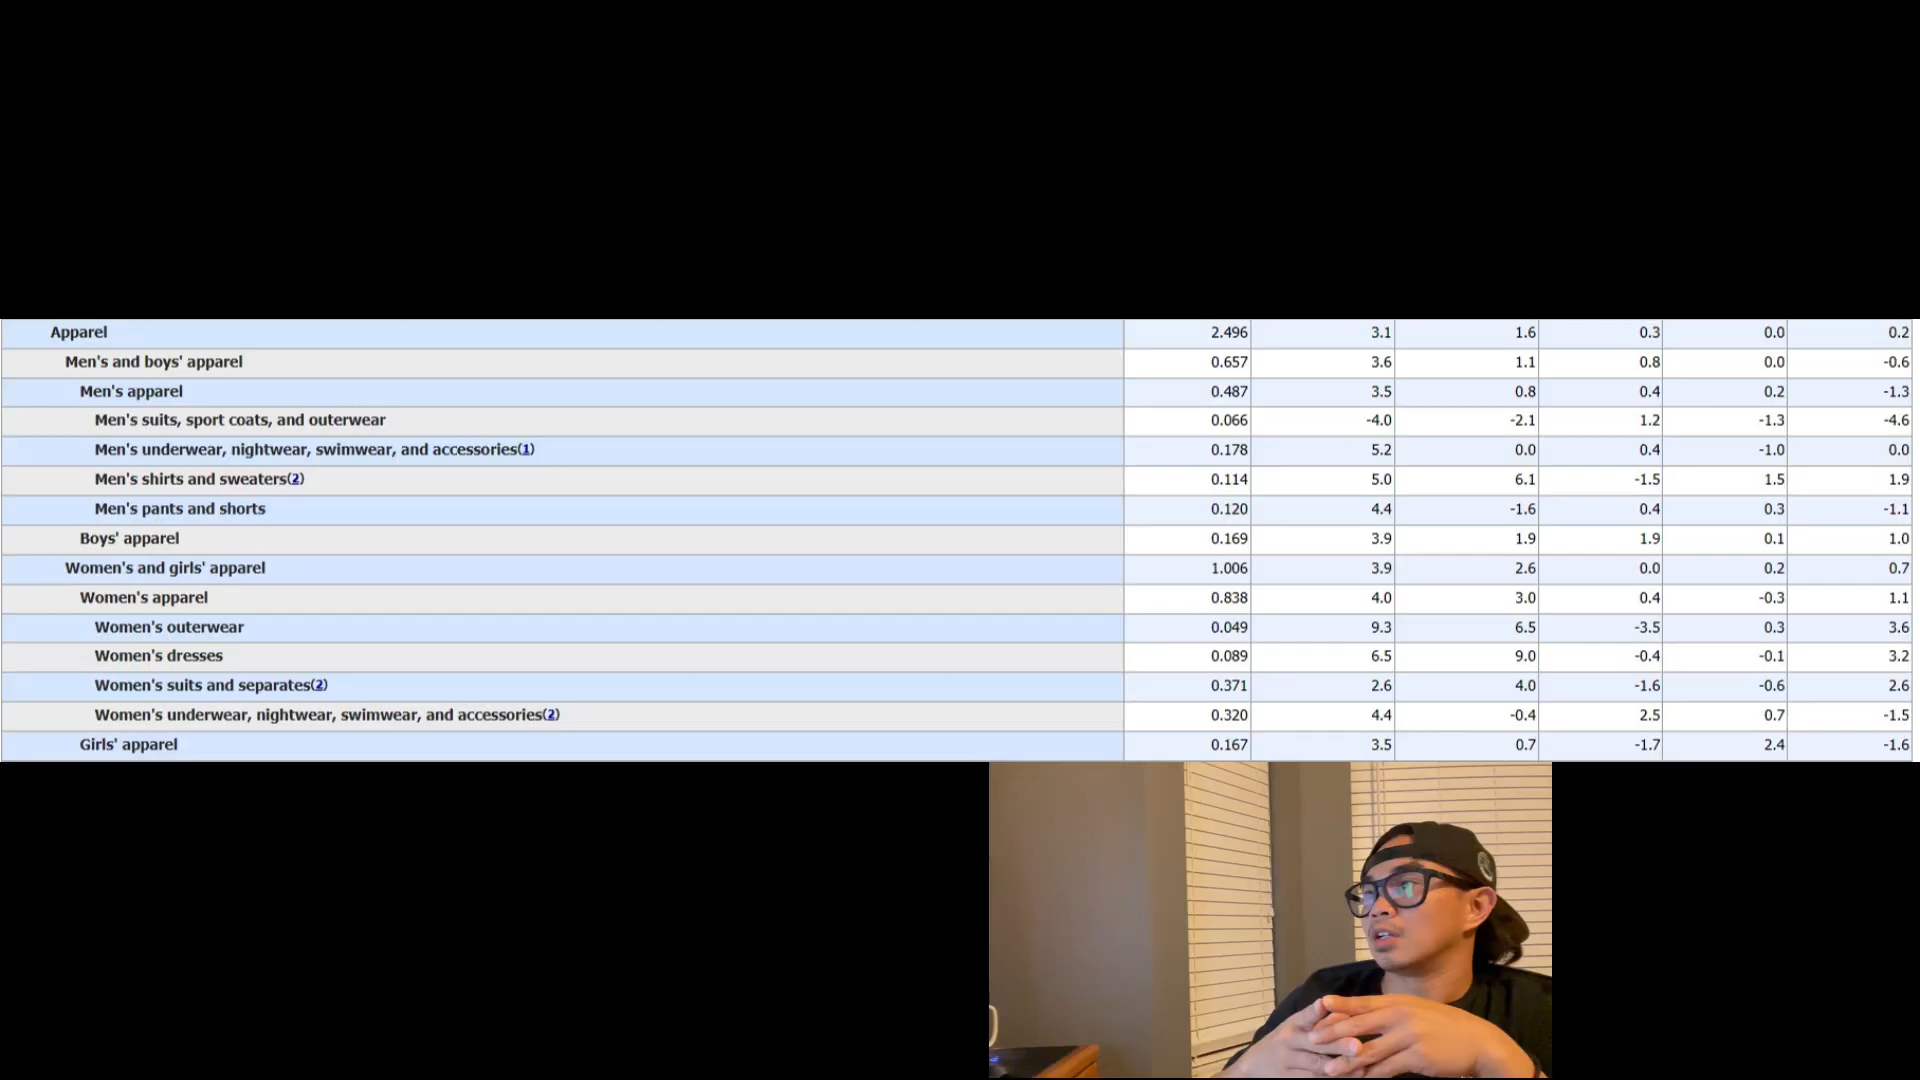 Apparel 2.496 3.1 1.6 0.3 0.0 0.2
Men's and boys' apparel 0.657 3.6 1.1 0.8 0.0 -0.6
Men's apparel 0.487 3.5 0.8 0.4 0.2 -1.3
Men's suits, sport coats, and outerwear 0.066 -4.0 -2.1 1.2 -1.3 -4.6
Men's underwear, nightwear, swimwear, and accessories(1) 0.178 5.2 0.0 0.4 -1.0 0.0
Men's shirts and sweaters(2) 0.114 5.0 6.1 -1.5 1.5 1.9
Men's pants and shorts 0.120 4.4 -1.6 0.4 0.3 -1.1
Boys' apparel 0.169 3.9 1.9 1.9 0.1 1.0
Women's and girls' apparel 1.006 3.9 2.6 0.0 0.2 0.7
Women's apparel 0.838 4.0 3.0 0.4 -0.3 1.1
Women's outerwear 0.049 9.3 6.5 -3.5 0.3 3.6
Women's dresses 0.089 6.5 9.0 -0.4 -0.1 3.2
Women's suits and separates(2) 0.371 2.6 4.0 -1.6 -0.6 2.6
Women's underwear, nightwear, swimwear, and accessories(2) 0.320 4.4 -0.4 2.5 0.7 -1.5
Girls' apparel 0.167 3.5 0.7 -1.7 2.4 -1.6